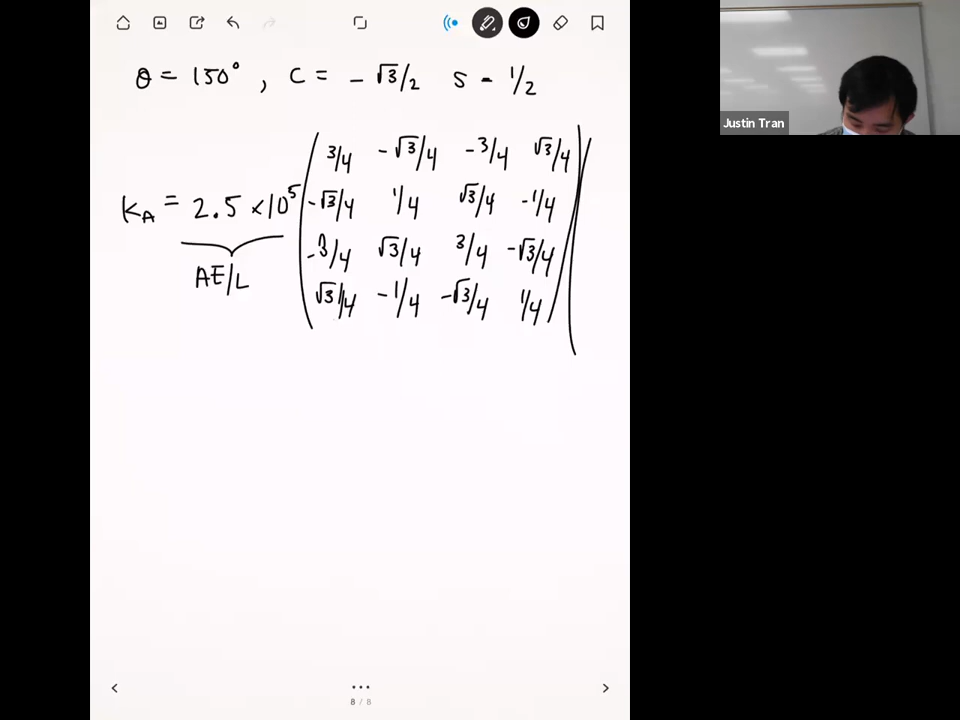 θ = 150°, C = - √3/2 S = 1/2
3/4 -√3/4 -3/4 √3/4
K_A = 2.5 × 10^5 -√3/4 1/4 √3/4 -1/4
-3/4 √3/4 3/4 -√3/4
AE/L
√3/4 -1/4 -√3/4 1/4
8 / 8
Justin Tran